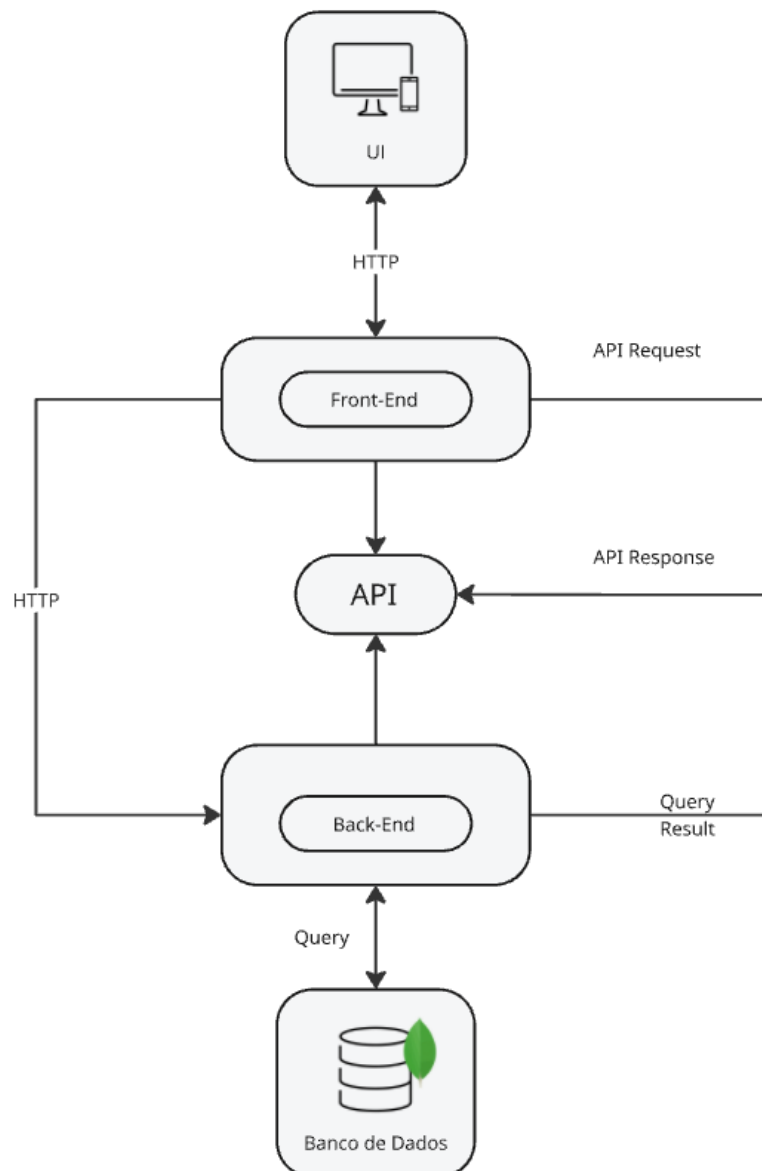 UI
HTTP
API Request
Front-End
API Response
API
HTTP
Query
Result
Back-End
Query
Banco de Dados